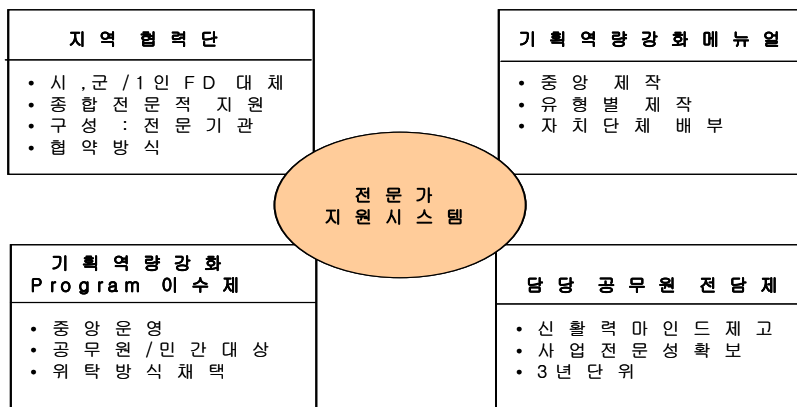 지역 협력단
• 시,군/1인 FD 대체
• 종합전문적 지원
• 구성 : 전문기관
• 협약방식
기획역량강화메뉴얼
• 중앙 제작
• 유형별 제작
• 자치단체 배부
전문가
지원시스템
기획역량강화
Program 이수제
• 중앙운영
• 공무원/민간대상
• 위탁방식채택
담당 공무원 전담제
• 신활력마인드제고
• 사업전문성확보
• 3년단위